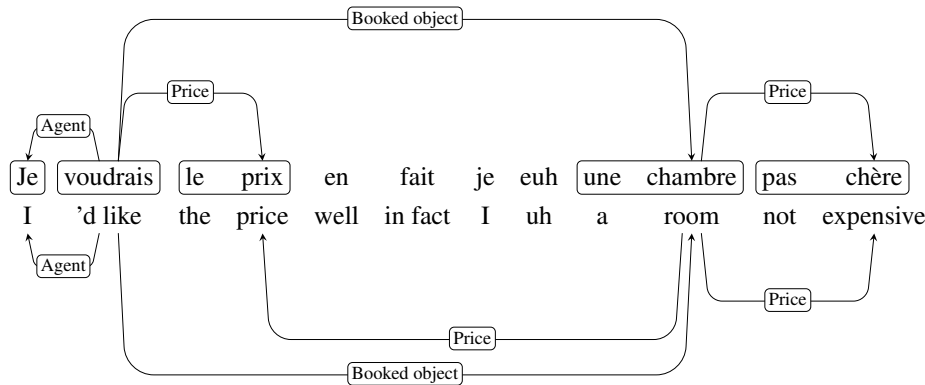 Booked object
Price Price
Agent
Je voudrais le prix en fait je euh une chambre pas chère
I 'd like the price well in fact I uh a room not expensive
Agent
Price
Price
Booked object